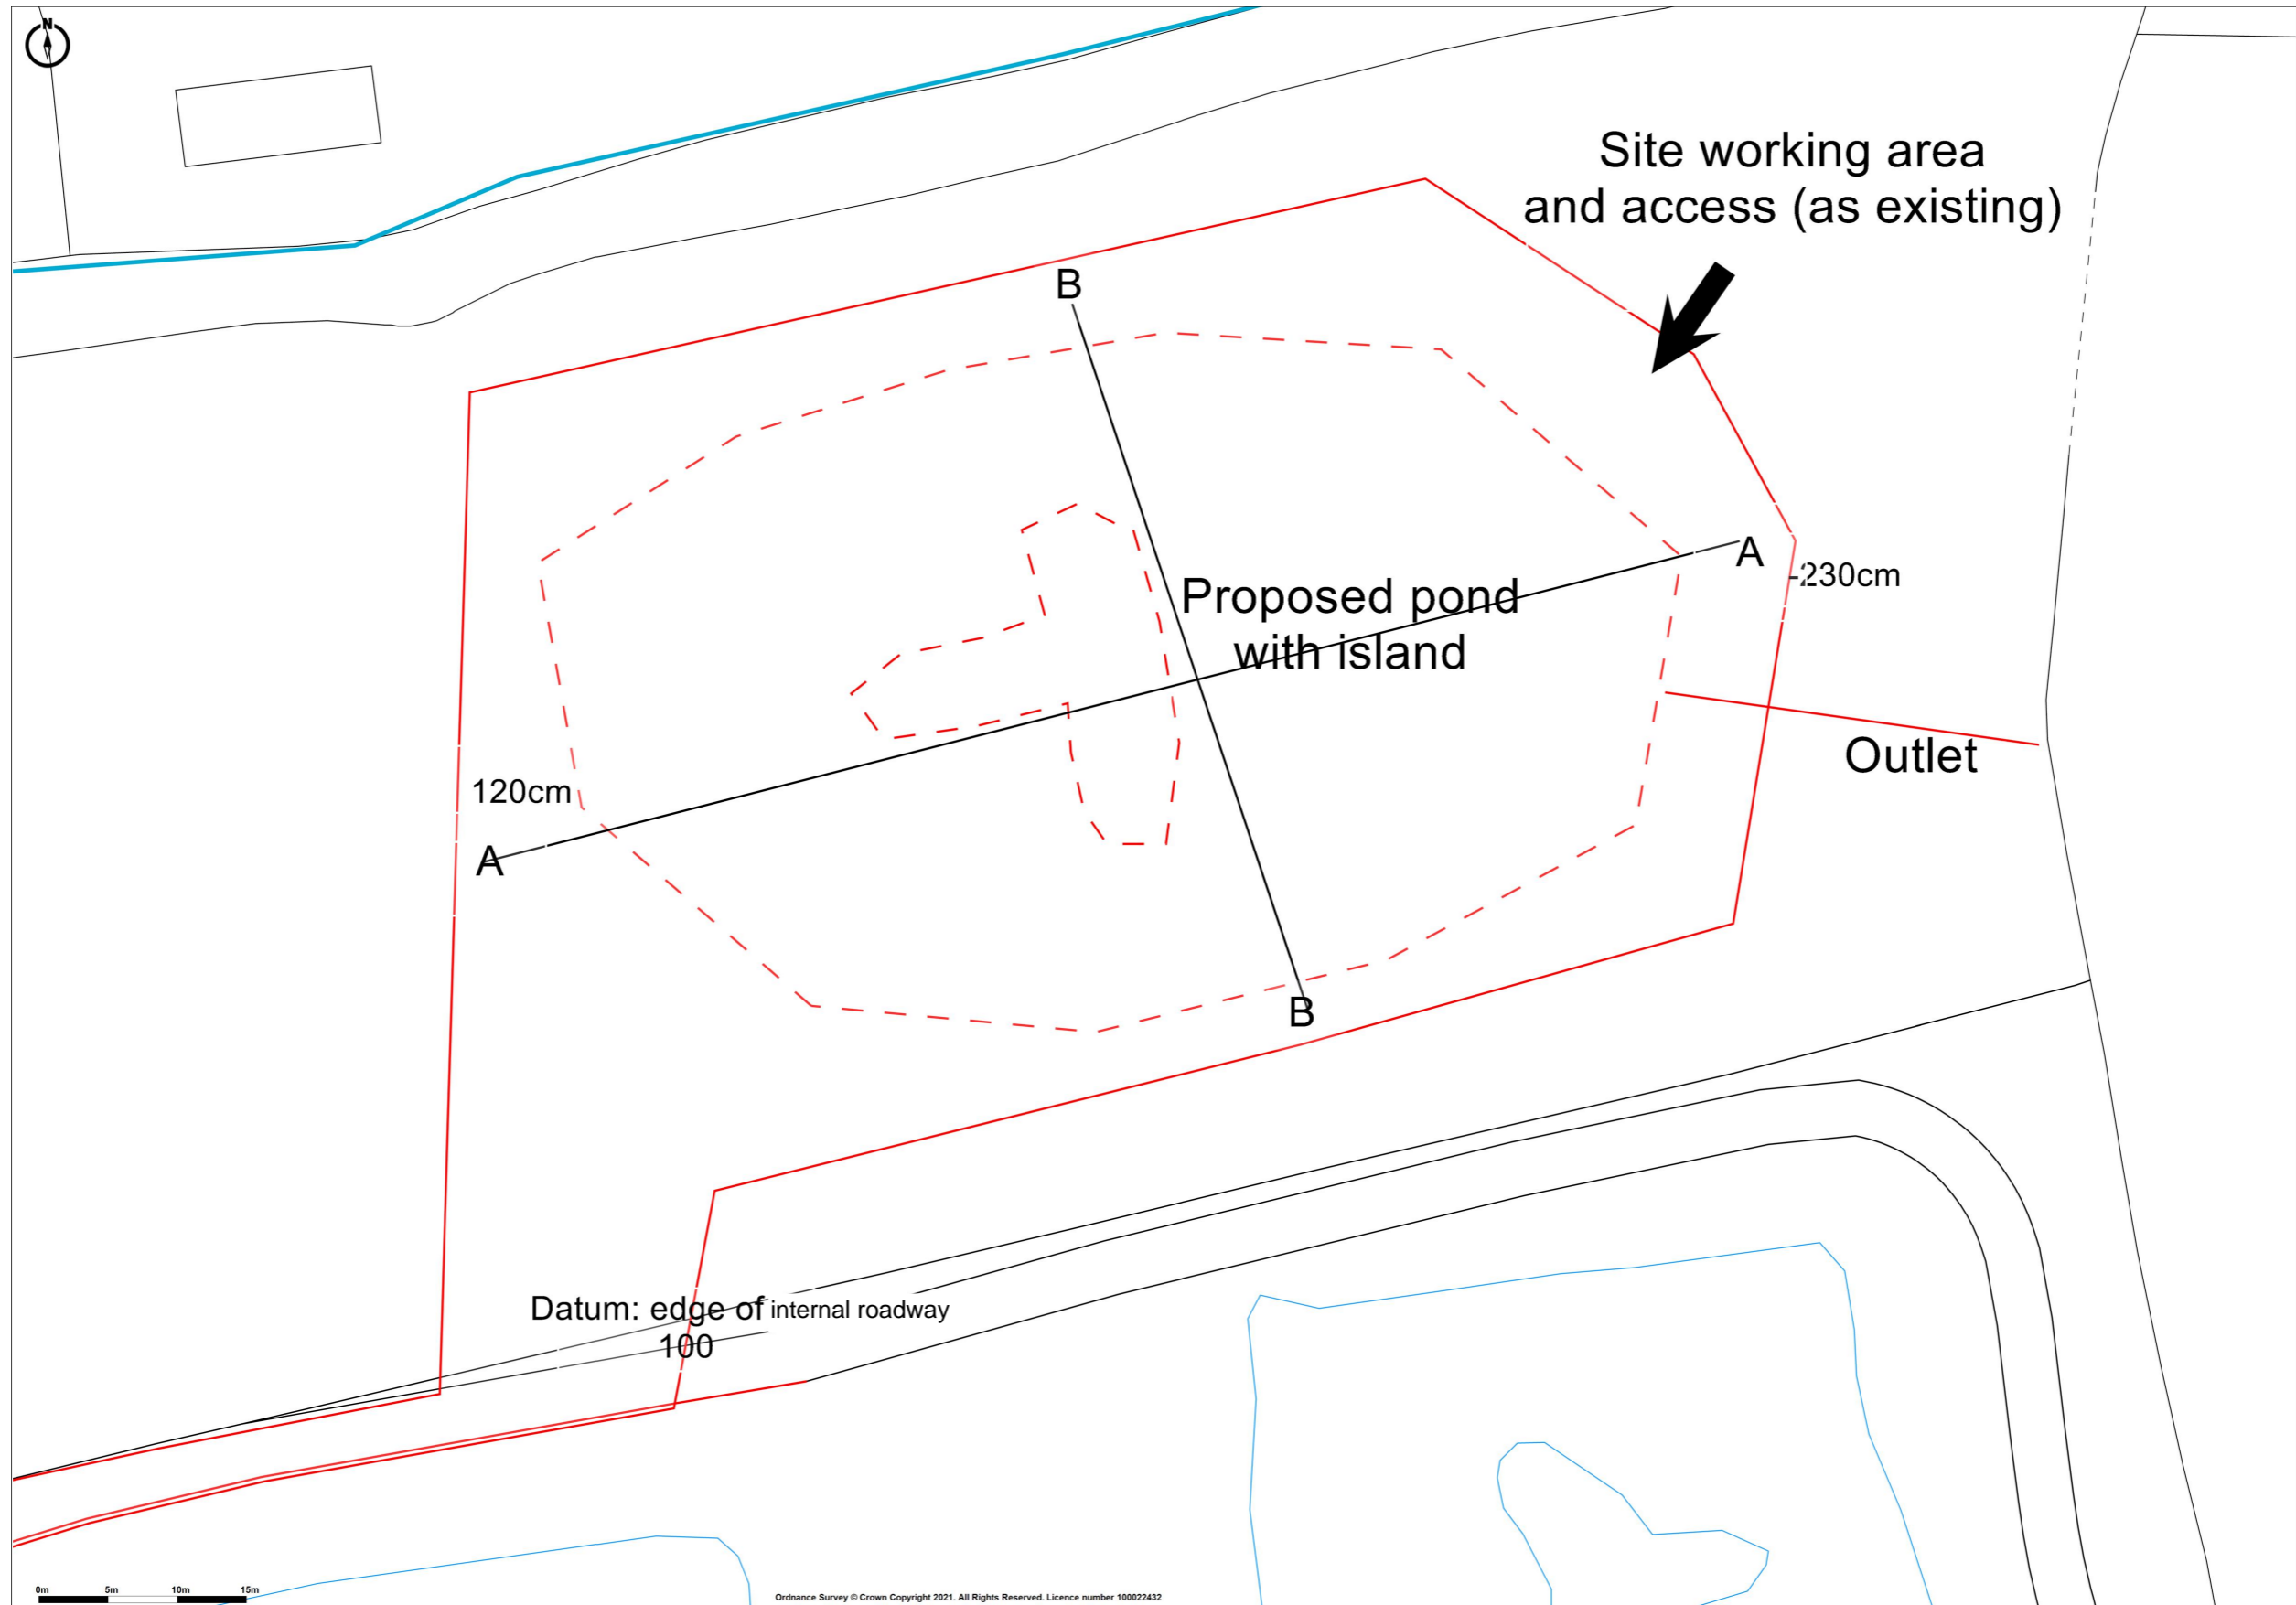 N
Site working area
and access (as existing)
B
A
-230cm
Proposed pond
with island
Outlet
120cm
A
B
Datum: edge of internal roadway
100
0m 5m 10m 15m
Ordnance Survey © Crown Copyright 2021. All Rights Reserved. Licence number 100022432